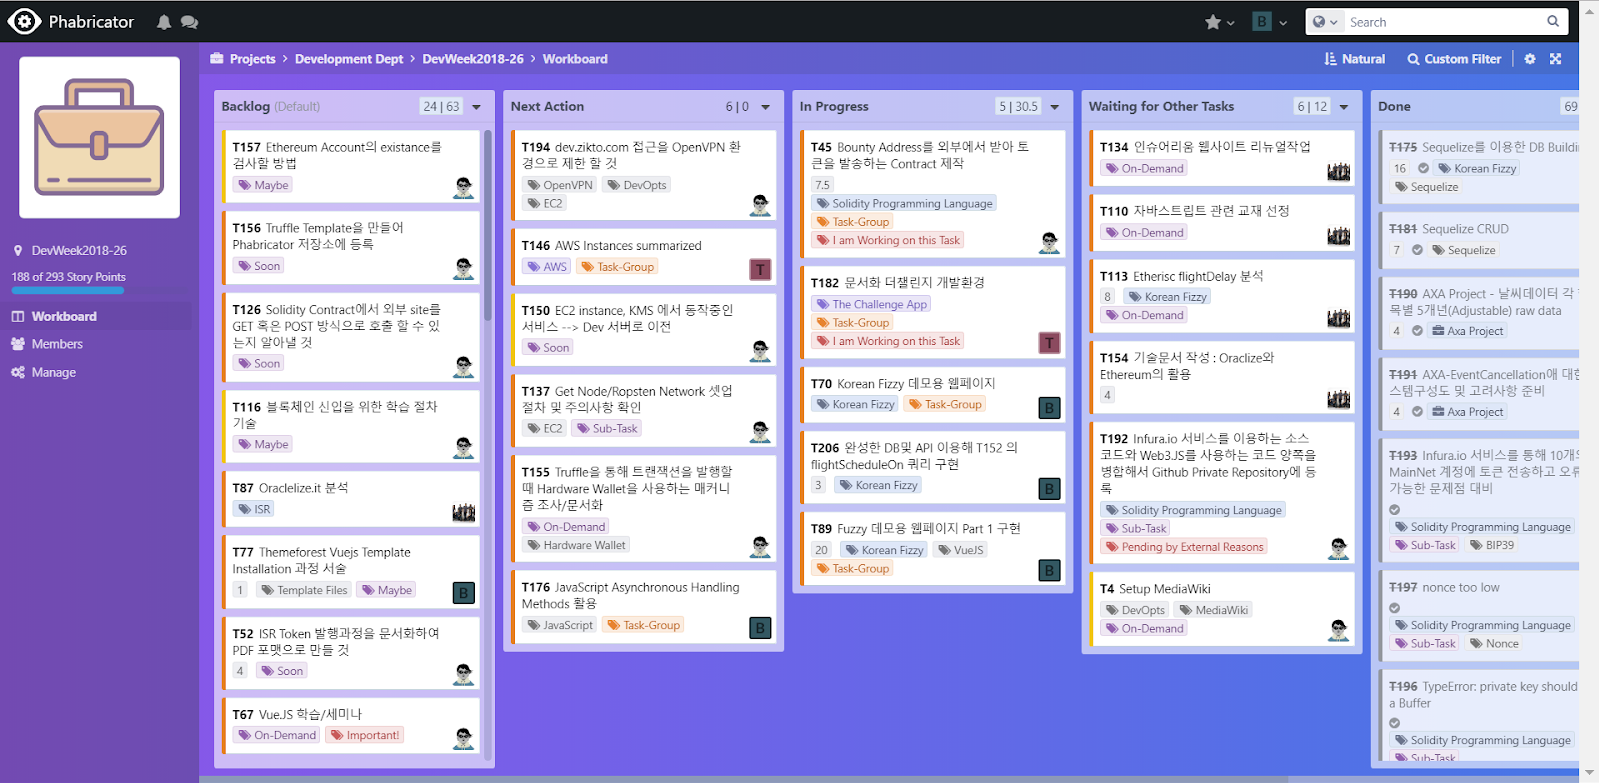 Phabricator
B
Search
Projects > Development Dept > DevWeek2018-26 > Workboard
Natural
Custom Filter
DevWeek2018-26
188 of 293 Story Points
Workboard
Members
Manage
Backlog (Default)
24 | 63
T157 Ethereum Account의 existance를
검사할 방법
Maybe
T156 Truffle Template을 만들어
Phabricator 저장소에 등록
Soon
T126 Solidity Contract에서 외부 site를
GET 혹은 POST 방식으로 호출 할 수 있
는지 알아낼 것
Soon
T116 블록체인 신입을 위한 학습 절차
기술
Maybe
T87 Oraclelize.it 분석
ISR
T77 Themeforest Vuejs Template
Installation 과정 서술
1 Template Files Maybe
B
T52 ISR Token 발행과정을 문서화하여
PDF 포맷으로 만들 것
4 Soon
T67 VueJS 학습/세미나
On-Demand Important!
Next Action
6 | 0
T194 dev.zikto.com 접근을 OpenVPN 환
경으로 제한 할 것
OpenVPN DevOpts
EC2
T146 AWS Instances summarized
AWS Task-Group
T
T150 EC2 instance, KMS 에서 동작중인
서비스 --> Dev 서버로 이전
Soon
T137 Get Node/Ropsten Network 셋업
절차 및 주의사항 확인
EC2 Sub-Task
T155 Truffle을 통해 트랜잭션을 발행할
때 Hardware Wallet을 사용하는 매커니
즘 조사/문서화
On-Demand
Hardware Wallet
T176 JavaScript Asynchronous Handling
Methods 활용
JavaScript Task-Group
B
In Progress
5 | 30.5
T45 Bounty Address를 외부에서 받아 토
큰을 발송하는 Contract 제작
7.5
Solidity Programming Language
Task-Group
I am Working on this Task
T182 문서화 더챌린지 개발환경
The Challenge App
Task-Group
I am Working on this Task
T
T70 Korean Fizzy 데모용 웹페이지
Korean Fizzy Task-Group
B
T206 완성한 DB및 API 이용해 T152 의
flightScheduleOn 쿼리 구현
3 Korean Fizzy
B
T89 Fuzzy 데모용 웹페이지 Part 1 구현
20 Korean Fizzy VueJS
Task-Group
B
Waiting for Other Tasks
6 | 12
T134 인슈어리움 웹사이트 리뉴얼작업
On-Demand
T110 자바스트립트 관련 교재 선정
On-Demand
T113 Etherisc flightDelay 분석
8 Korean Fizzy
On-Demand
T154 기술문서 작성 : Oraclize와
Ethereum의 활용
4
T192 Infura.io 서비스를 이용하는 소스
코드와 Web3.JS를 사용하는 코드 양쪽을
병합해서 Github Private Repository에 등
록
Solidity Programming Language
Sub-Task
Pending by External Reasons
T4 Setup MediaWiki
DevOpts MediaWiki
On-Demand
Done
69
T175 Sequelize를 이용한 DB Buildin
16 Korean Fizzy
Sequelize
T181 Sequelize CRUD
7 Sequelize
T190 AXA Project - 날씨데이터 각
목별 5개년(Adjustable) raw data
4 Axa Project
T191 AXA-EventCancellation에 대한
스템구성도 및 고려사항 준비
4 Axa Project
T193 Infura.io 서비스를 통해 10개의
MainNet 계정에 토큰 전송하고 오류
가능한 문제점 대비
Solidity Programming Language
Sub-Task BIP39
T197 nonce too low
Solidity Programming Language
Sub-Task Nonce
T196 TypeError: private key should
a Buffer
Solidity Programming Language
Sub-Task